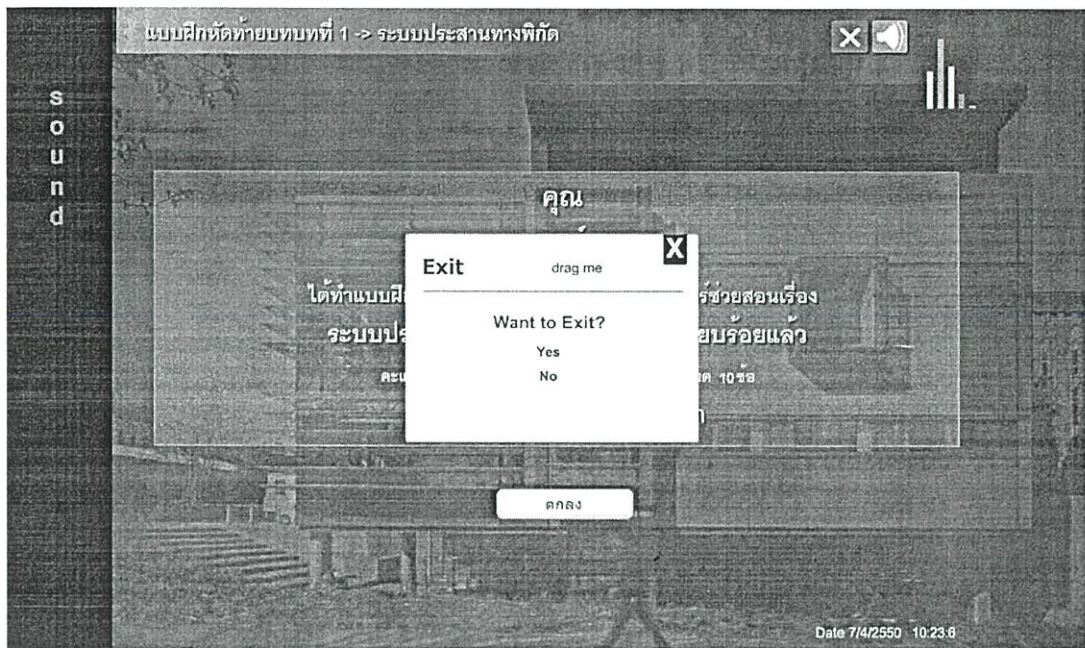 แบบฝึกหัดท้ายบทบทที่ 1 -> ระบบประสานทางพิกัด
sound
คุณ
Exit
drag me
X
ได้ทำแบบฝึ
ร์ช่วยสอนเรื่อง
Want to Exit?
ระบบประ
ยบร้อยแล้ว
Yes
No
10ข้อ
ตกลง
Date 7/4/2550 10:23:6